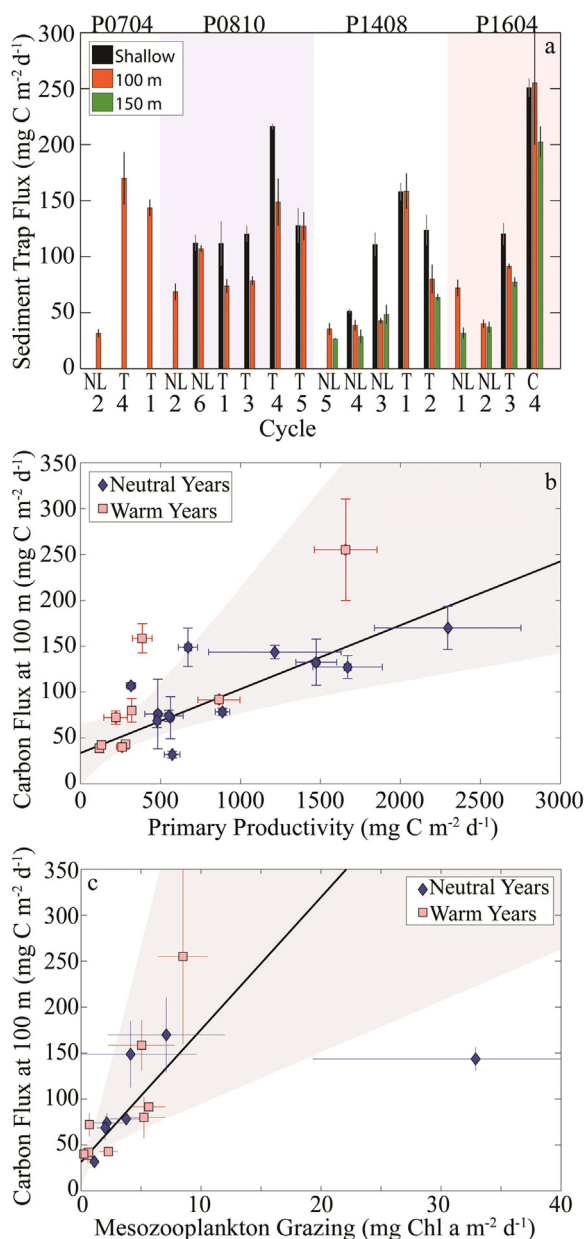 P0704 P0810 P1408 P1604
300
250
200
150
100
50
0
Sediment Trap Flux (mg C m-2 d-1)
a
Shallow
100 m
150 m
NL T T NL NL T T T T NL NL NL T T NL NL T C
2 4 1 2 6 1 3 4 5 5 4 3 1 2 1 2 3 4
Cycle
350
300
250
200
150
100
50
0
Carbon Flux at 100 m (mg C m-2 d-1)
b
Neutral Years
Warm Years
0 500 1000 1500 2000 2500 3000
Primary Productivity (mg C m-2 d-1)
350
300
250
200
150
100
50
0
Carbon Flux at 100 m (mg C m-2 d-1)
c
Neutral Years
Warm Years
0 10 20 30 40
Mesozooplankton Grazing (mg Chl a m-2 d-1)